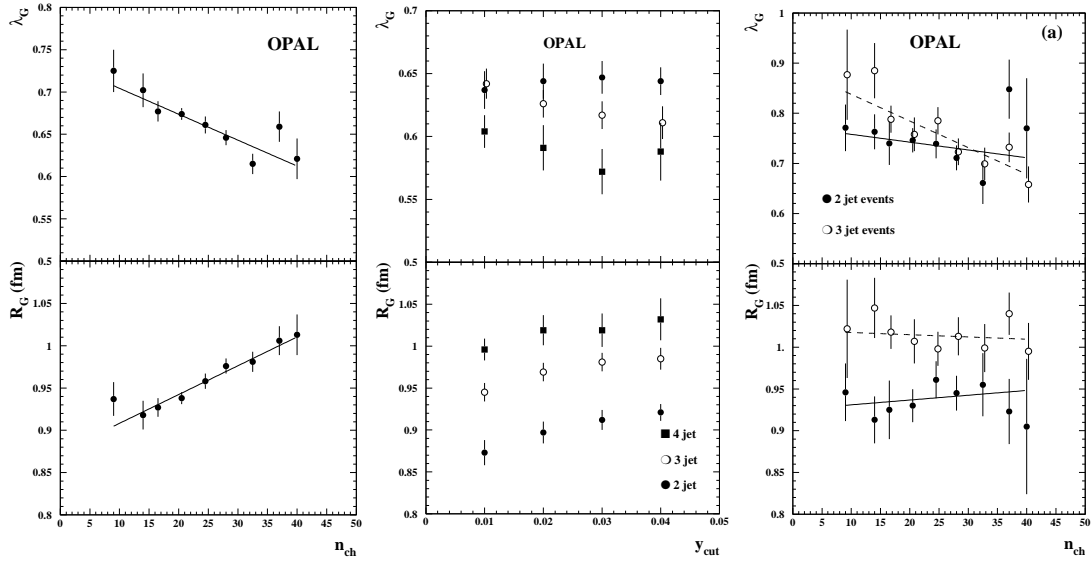 λG
OPAL
0.75
0.7
0.65
0.6
0.55
0.5
RG (fm)
1.05
1
0.95
0.9
0.85
0.8
0 5 10 15 20 25 30 35 40 45 50
nch
λG
OPAL
0.7
0.65
0.6
0.55
0.5
RG (fm)
1.05
1
0.95
0.9
0.85
0.8
4 jet
3 jet
2 jet
0 0.01 0.02 0.03 0.04 0.05
ycut
λG
OPAL
(a)
1
0.9
0.8
0.7
0.6
0.5
2 jet events
3 jet events
RG (fm)
1.05
1
0.95
0.9
0.85
0.8
0 5 10 15 20 25 30 35 40 45 50
nch